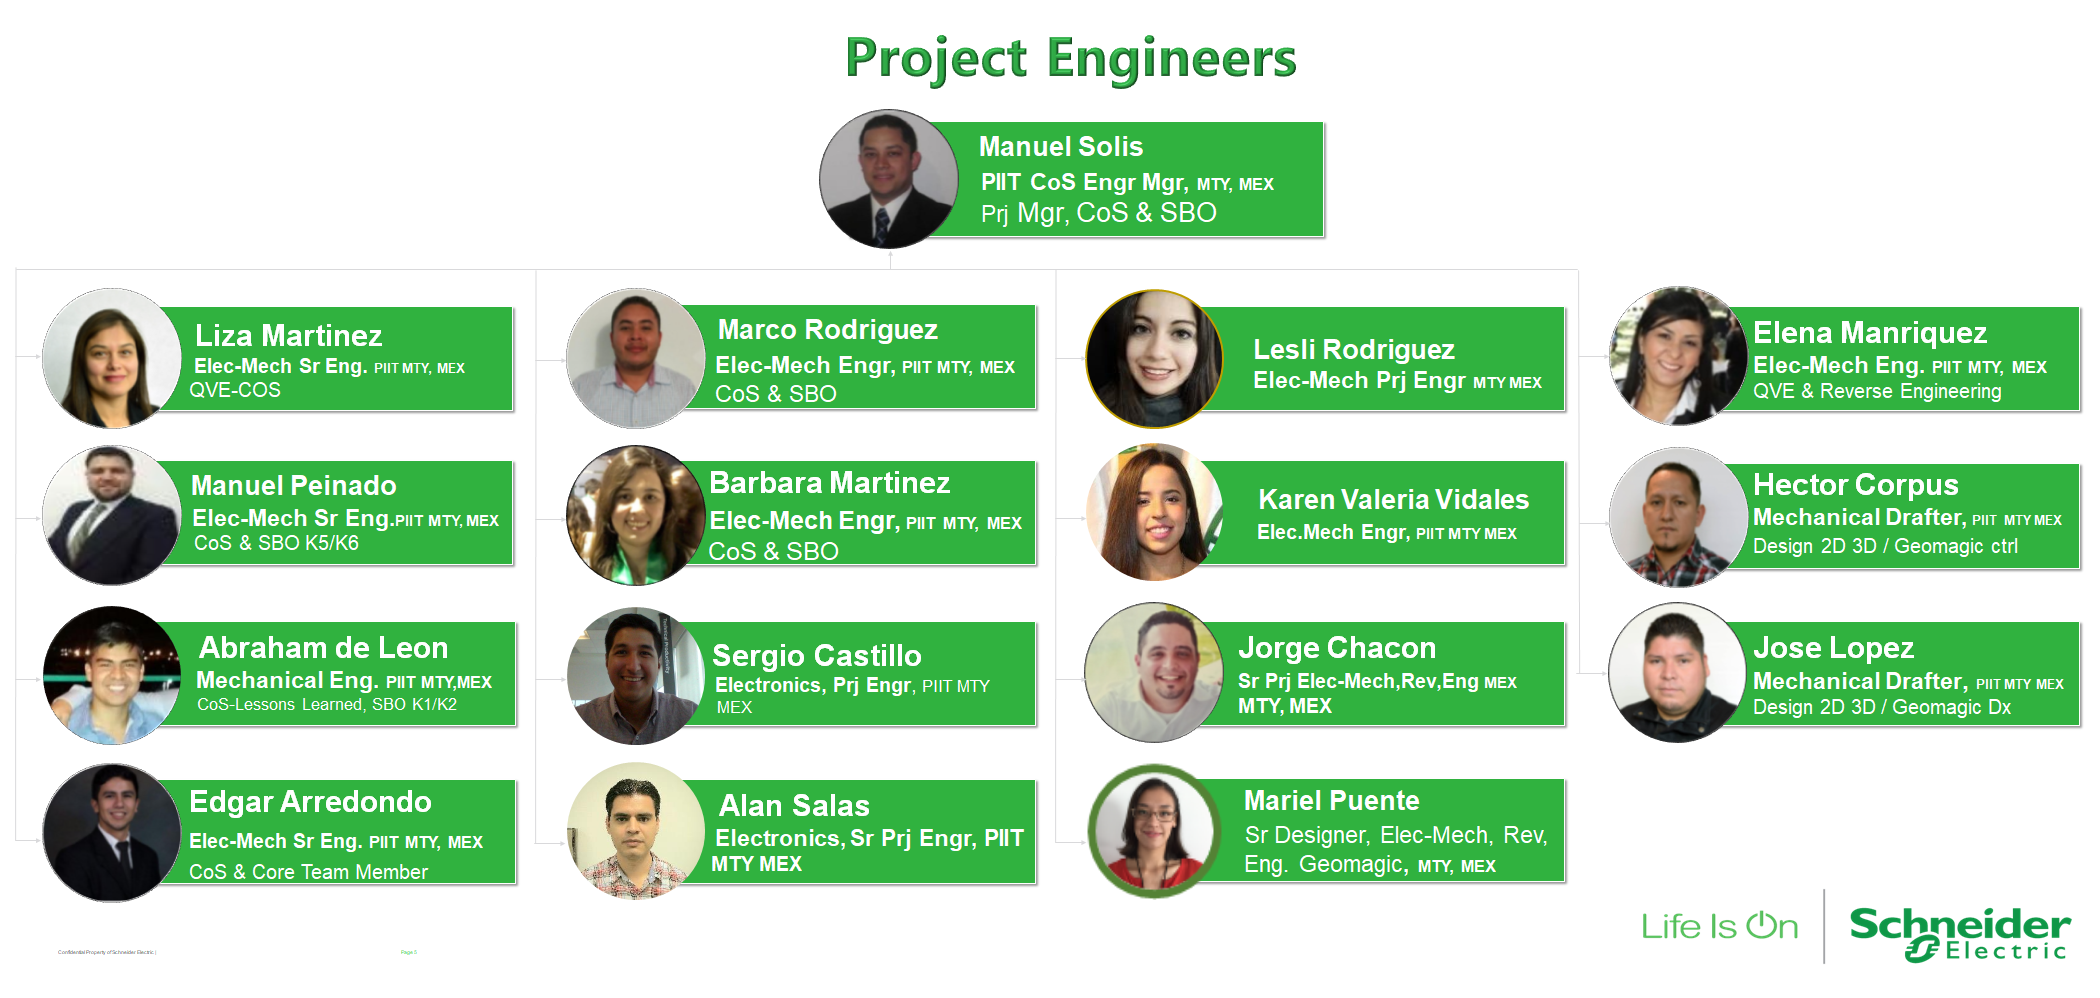 Project Engineers
Manuel Solis
PIIT CoS Engr Mgr, MTY, MEX
Prj Mgr, CoS & SBO
Liza Martinez
Elec-Mech Sr Eng. PIIT MTY, MEX
QVE-COS
Marco Rodriguez
Elec-Mech Engr, PIIT MTY, MEX
CoS & SBO
Lesli Rodriguez
Elec-Mech Prj Engr MTY MEX
Elena Manriquez
Elec-Mech Eng. PIIT MTY, MEX
QVE & Reverse Engineering
Manuel Peinado
Elec-Mech Sr Eng.PIIT MTY, MEX
CoS & SBO K5/K6
Barbara Martinez
Elec-Mech Engr, PIIT MTY, MEX
CoS & SBO
Karen Valeria Vidales
Elec.Mech Engr, PIIT MTY MEX
Hector Corpus
Mechanical Drafter, PIIT MTY MEX
Design 2D 3D / Geomagic ctrl
Abraham de Leon
Mechanical Eng. PIIT MTY,MEX
CoS-Lessons Learned, SBO K1/K2
Sergio Castillo
Electronics, Prj Engr, PIIT MTY
MEX
Jorge Chacon
Sr Prj Elec-Mech,Rev,Eng MEX
MTY, MEX
Jose Lopez
Mechanical Drafter, PIIT MTY MEX
Design 2D 3D / Geomagic Dx
Edgar Arredondo
Elec-Mech Sr Eng. PIIT MTY, MEX
CoS & Core Team Member
Alan Salas
Electronics, Sr Prj Engr, PIIT
MTY MEX
Mariel Puente
Sr Designer, Elec-Mech, Rev,
Eng. Geomagic, MTY, MEX
Life Is On
Schneider
Electric
Confidential Property of Schneider Electric |
Page 5